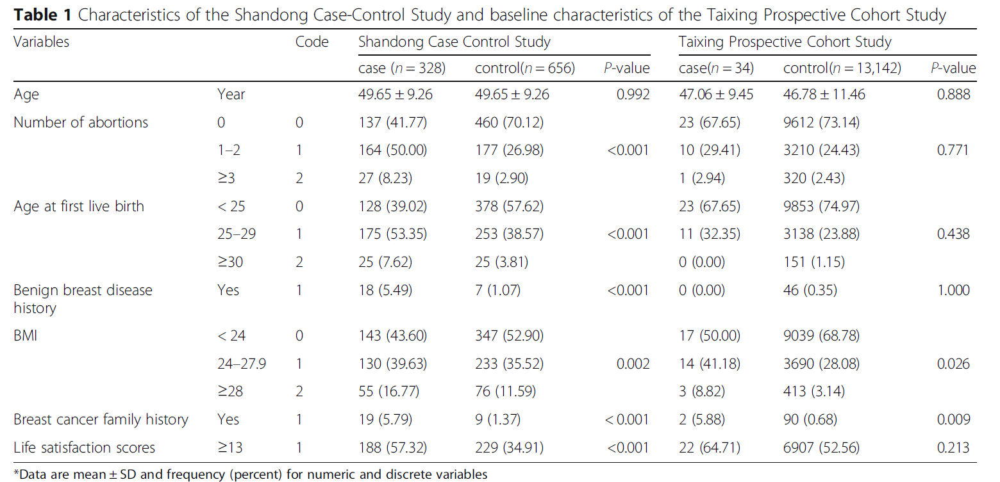 Table 1 Characteristics of the Shandong Case-Control Study and baseline characteristics of the Taixing Prospective Cohort Study
Variables Code Shandong Case Control Study Taixing Prospective Cohort Study
case (n = 328) control(n = 656) P-value case(n = 34) control(n = 13,142) P-value
Age Year 49.65 ± 9.26 49.65 ± 9.26 0.992 47.06 ± 9.45 46.78 ± 11.46 0.888
Number of abortions 0 0 137 (41.77) 460 (70.12) 23 (67.65) 9612 (73.14)
1–2 1 164 (50.00) 177 (26.98) <0.001 10 (29.41) 3210 (24.43) 0.771
≥3 2 27 (8.23) 19 (2.90) 1 (2.94) 320 (2.43)
Age at first live birth < 25 0 128 (39.02) 378 (57.62) 23 (67.65) 9853 (74.97)
25–29 1 175 (53.35) 253 (38.57) <0.001 11 (32.35) 3138 (23.88) 0.438
≥30 2 25 (7.62) 25 (3.81) 0 (0.00) 151 (1.15)
Benign breast disease Yes 1 18 (5.49) 7 (1.07) <0.001 0 (0.00) 46 (0.35) 1.000
history
BMI < 24 0 143 (43.60) 347 (52.90) 17 (50.00) 9039 (68.78)
24–27.9 1 130 (39.63) 233 (35.52) 0.002 14 (41.18) 3690 (28.08) 0.026
≥28 2 55 (16.77) 76 (11.59) 3 (8.82) 413 (3.14)
Breast cancer family history Yes 1 19 (5.79) 9 (1.37) < 0.001 2 (5.88) 90 (0.68) 0.009
Life satisfaction scores ≥13 1 188 (57.32) 229 (34.91) <0.001 22 (64.71) 6907 (52.56) 0.213
*Data are mean ± SD and frequency (percent) for numeric and discrete variables